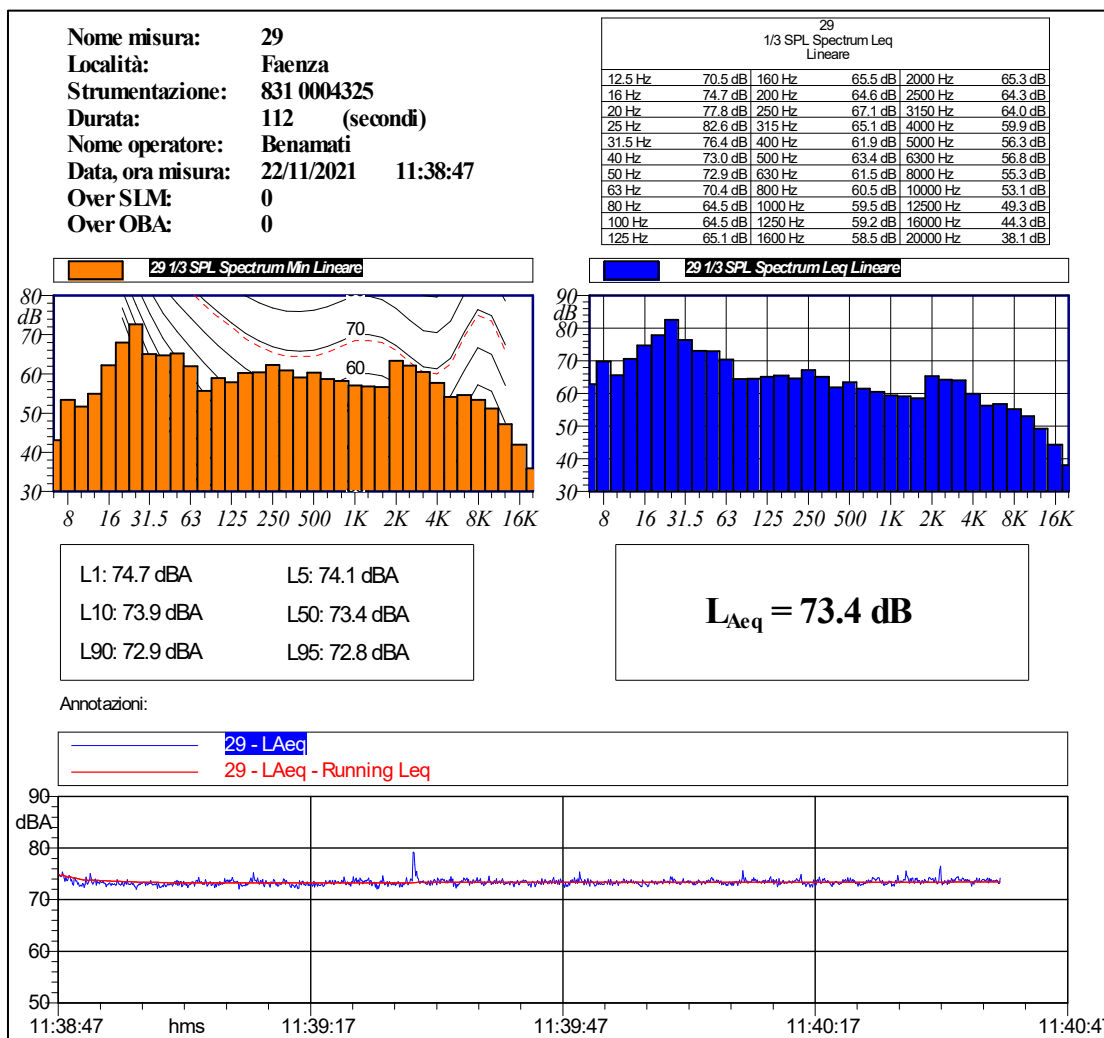 Nome misura: 29
Località: Faenza
Strumentazione: 831 0004325
Durata: 112 (secondi)
Nome operatore: Benamati
Data, ora misura: 22/11/2021 11:38:47
Over SLM: 0
Over OBA: 0
29
1/3 SPL Spectrum Leq
Lineare
12.5 Hz 70.5 dB 160 Hz 65.5 dB 2000 Hz 65.3 dB
16 Hz 74.7 dB 200 Hz 64.6 dB 2500 Hz 64.3 dB
20 Hz 77.8 dB 250 Hz 67.1 dB 3150 Hz 64.0 dB
25 Hz 82.6 dB 315 Hz 65.1 dB 4000 Hz 59.9 dB
31.5 Hz 76.4 dB 400 Hz 61.9 dB 5000 Hz 56.3 dB
40 Hz 73.0 dB 500 Hz 63.4 dB 6300 Hz 56.8 dB
50 Hz 72.9 dB 630 Hz 61.5 dB 8000 Hz 55.3 dB
63 Hz 70.4 dB 800 Hz 60.5 dB 10000 Hz 53.1 dB
80 Hz 64.5 dB 1000 Hz 59.5 dB 12500 Hz 49.3 dB
100 Hz 64.5 dB 1250 Hz 59.2 dB 16000 Hz 44.3 dB
125 Hz 65.1 dB 1600 Hz 58.5 dB 20000 Hz 38.1 dB
29 1/3 SPL Spectrum Min Lineare
80
dB
70
60
50
40
30
70
60
8 16 31.5 63 125 250 500 1K 2K 4K 8K 16K
29 1/3 SPL Spectrum Leq Lineare
90
dB
80
70
60
50
40
30
8 16 31.5 63 125 250 500 1K 2K 4K 8K 16K
L1: 74.7 dBA L5: 74.1 dBA
L10: 73.9 dBA L50: 73.4 dBA
L90: 72.9 dBA L95: 72.8 dBA
LAeq = 73.4 dB
Annotazioni:
29 - LAeq
29 - LAeq - Running Leq
90
dBA
80
70
60
50
11:38:47 hms 11:39:17 11:39:47 11:40:17 11:40:47